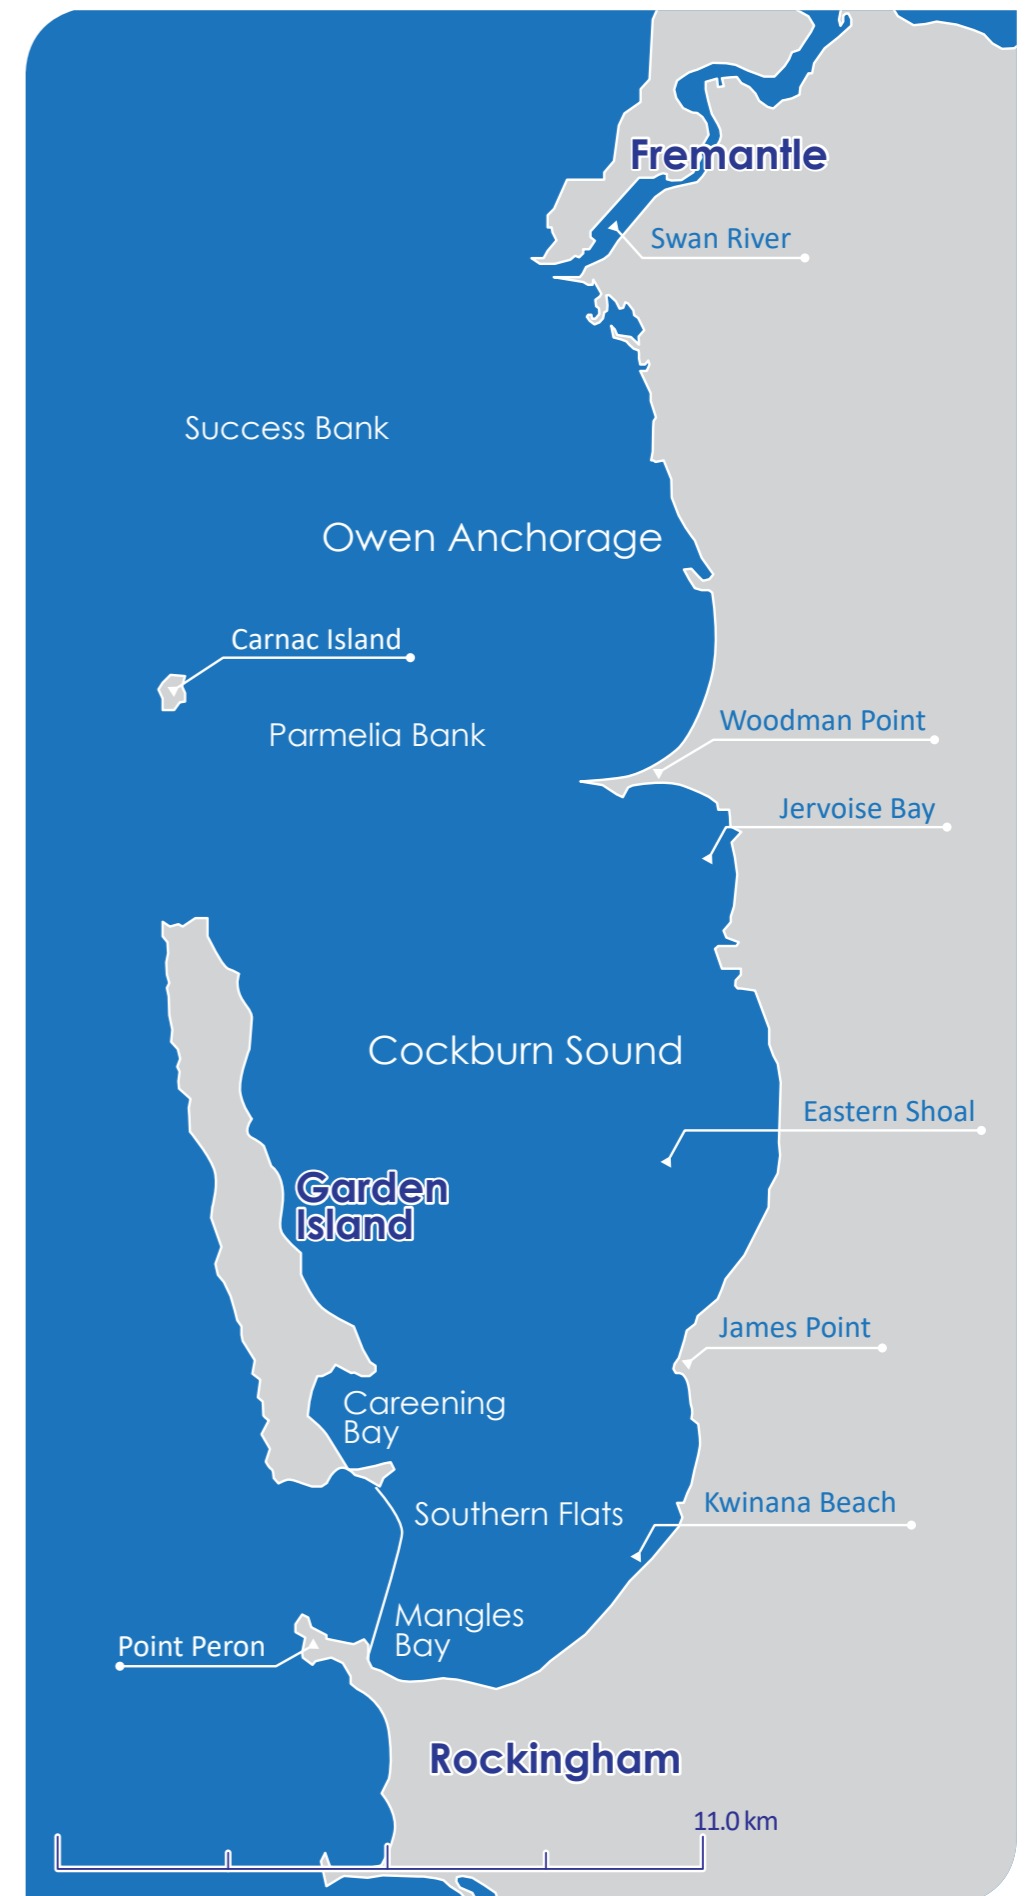 Fremantle
Swan River
Success Bank
Owen Anchorage
Carnac Island
Woodman Point
Parmelia Bank
Jervoise Bay
Cockburn Sound
Eastern Shoal
Garden
Island
James Point
Careening
Bay
Kwinana Beach
Southern Flats
Mangles
Bay
Point Peron
Rockingham
11.0 km